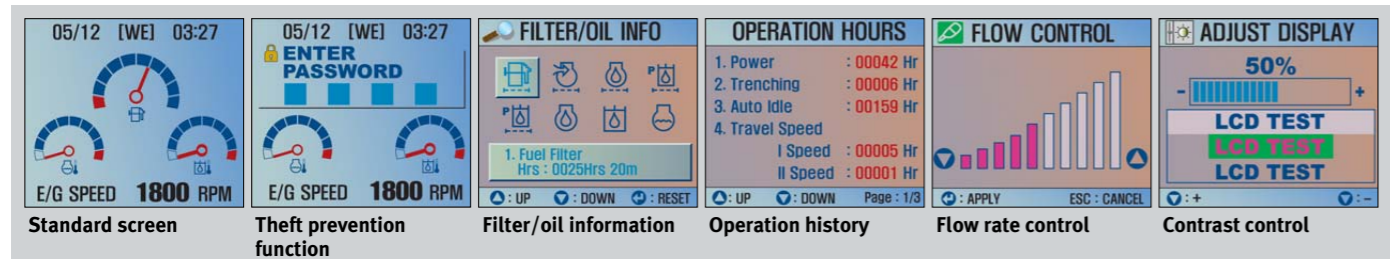 05/12 [WE] 03:27
E/G SPEED 1800 RPM
Standard screen
05/12 [WE] 03:27
ENTER
PASSWORD
E/G SPEED 1800 RPM
Theft prevention
function
FILTER/OIL INFO
P
P
1. Fuel Filter
Hrs : 0025Hrs 20m
: UP : DOWN : RESET
Filter/oil information
OPERATION HOURS
1. Power : 00042 Hr
2. Trenching : 00006 Hr
3. Auto Idle : 00159 Hr
4. Travel Speed
I Speed : 00005 Hr
II Speed : 00001 Hr
: UP : DOWN Page : 1/3
Operation history
FLOW CONTROL
: APPLY ESC : CANCEL
Flow rate control
ADJUST DISPLAY
50%
- +
LCD TEST
LCD TEST
LCD TEST
: + : -
Contrast control